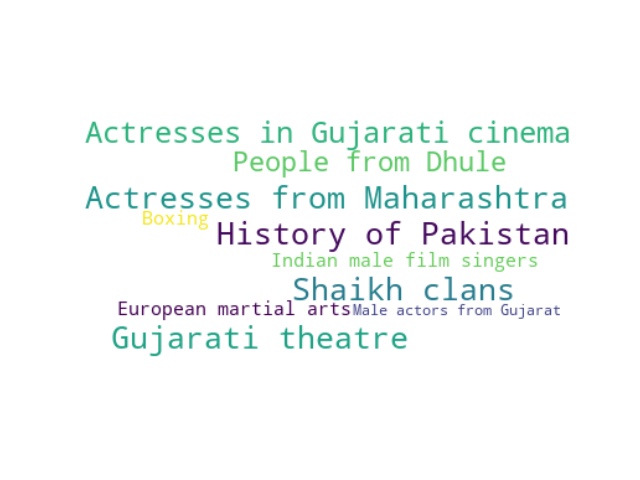 Actresses in Gujarati cinema
People from Dhule
Actresses from Maharashtra
Boxing
History of Pakistan
Indian male film singers
Shaikh clans
European martial arts
Male actors from Gujarat
Gujarati theatre